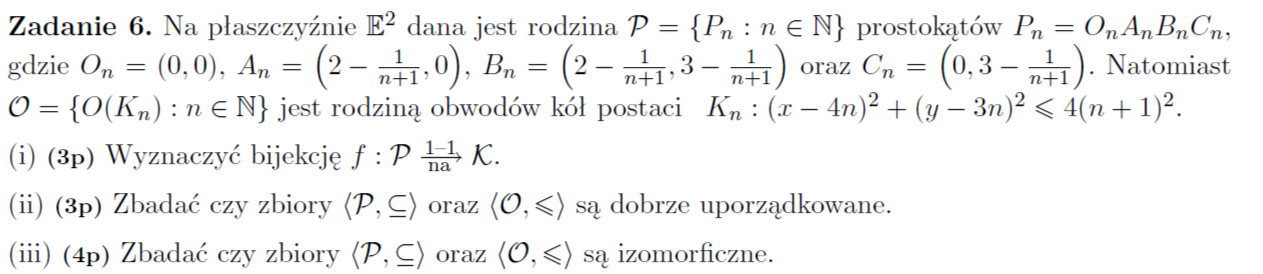 Zadanie 6. Na płaszczyźnie 𝔼² dana jest rodzina 𝒫 = {Pₙ : n ∈ ℕ} prostokątów Pₙ = OₙAₙBₙCₙ,
gdzie Oₙ = (0,0), Aₙ = (2 − 1/(n+1), 0), Bₙ = (2 − 1/(n+1), 3 − 1/(n+1)) oraz Cₙ = (0, 3 − 1/(n+1)). Natomiast
𝒪 = {O(Kₙ) : n ∈ ℕ} jest rodziną obwodów kół postaci Kₙ : (x − 4n)² + (y − 3n)² ⩽ 4(n + 1)².
(i) (3p) Wyznaczyć bijekcję f : 𝒫 —1–1/na→ 𝒦.
(ii) (3p) Zbadać czy zbiory ⟨𝒫, ⊆⟩ oraz ⟨𝒪, ⩽⟩ są dobrze uporządkowane.
(iii) (4p) Zbadać czy zbiory ⟨𝒫, ⊆⟩ oraz ⟨𝒪, ⩽⟩ są izomorficzne.